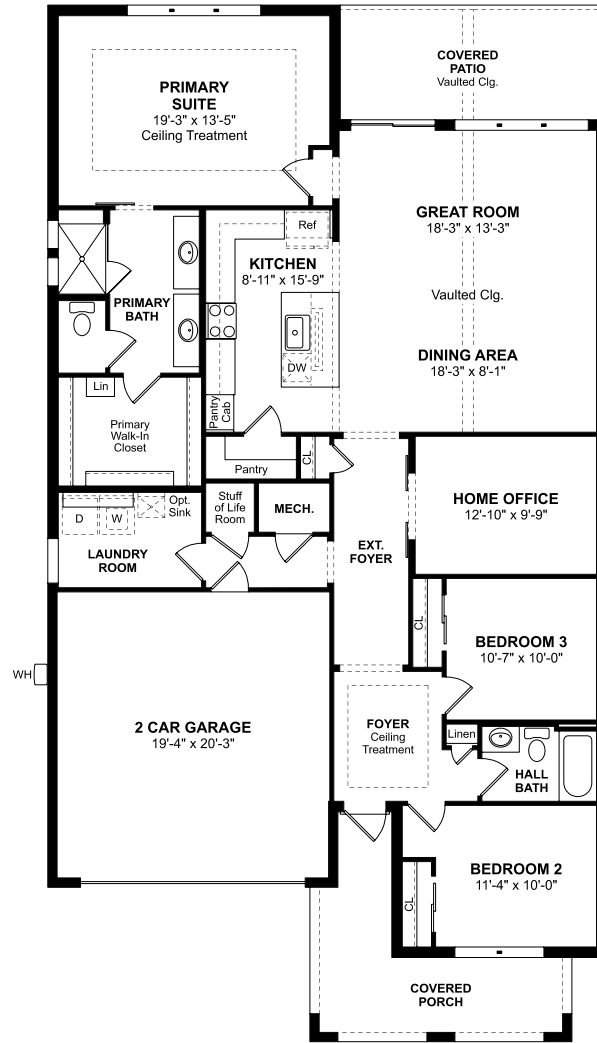 COVERED
PATIO
Vaulted Clg.
PRIMARY
SUITE
19'-3" x 13'-5"
Ceiling Treatment
GREAT ROOM
18'-3" x 13'-3"
Vaulted Clg.
DINING AREA
18'-3" x 8'-1"
Ref
KITCHEN
8'-11" x 15'-9"
DW
Pantry
Cab
PRIMARY
BATH
Lin
Primary
Walk-In
Closet
Pantry
CL
Stuff
of Life
Room
MECH.
D
W
Opt.
Sink
LAUNDRY
ROOM
EXT.
FOYER
HOME OFFICE
12'-10" x 9'-9"
CL
BEDROOM 3
10'-7" x 10'-0"
WH
2 CAR GARAGE
19'-4" x 20'-3"
FOYER
Ceiling
Treatment
Linen
HALL
BATH
BEDROOM 2
11'-4" x 10'-0"
CL
COVERED
PORCH